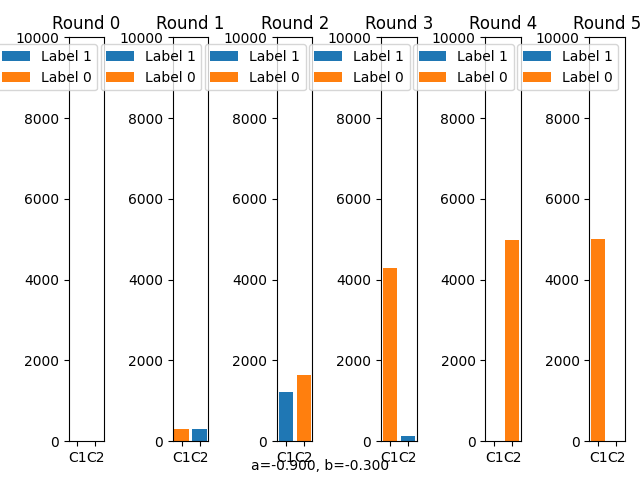 Round 0 Round 1 Round 2 Round 3 Round 4 Round 5
10000 10000 10000 10000 10000 10000
Label 1 Label 1 Label 1 Label 1 Label 1 Label 1
Label 0 Label 0 Label 0 Label 0 Label 0 Label 0
8000 8000 8000 8000 8000 8000
6000 6000 6000 6000 6000 6000
4000 4000 4000 4000 4000 4000
2000 2000 2000 2000 2000 2000
0 0 0 0 0 0
C1C2 C1C2 C1C2 C1C2 C1C2 C1C2
a=-0.900, b=-0.300